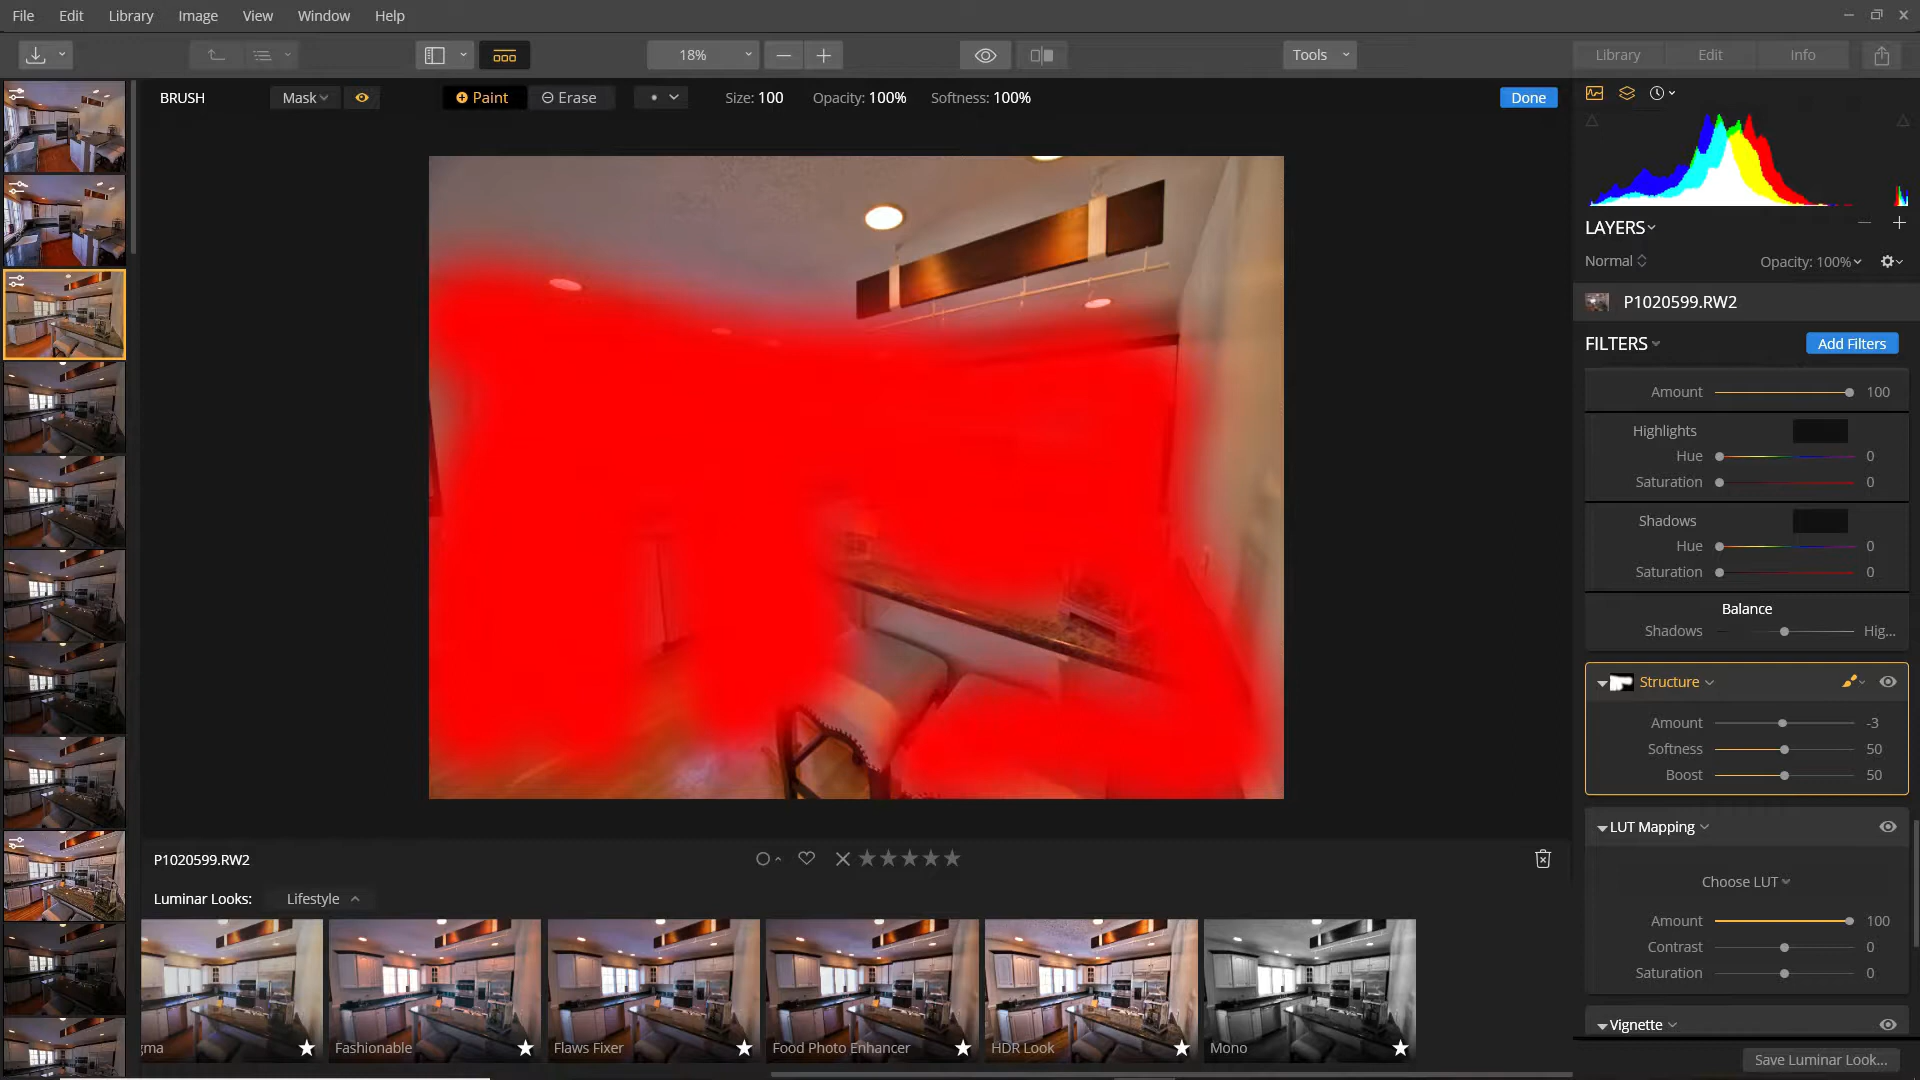 File Edit Library Image View Window Help
18% Tools Library Edit Info
BRUSH Mask Paint Erase Size: 100 Opacity: 100% Softness: 100% Done
LAYERS
Normal Opacity: 100%
P1020599.RW2
FILTERS Add Filters
Amount 100
Highlights
Hue 0
Saturation 0
Shadows
Hue 0
Saturation 0
Balance
Shadows Hig...
Structure
Amount -3
Softness 50
Boost 50
LUT Mapping
Choose LUT
Amount 100
Contrast 0
Saturation 0
Vignette
Save Luminar Look...
P1020599.RW2
Luminar Looks: Lifestyle
gma Fashionable Flaws Fixer Food Photo Enhancer HDR Look Mono